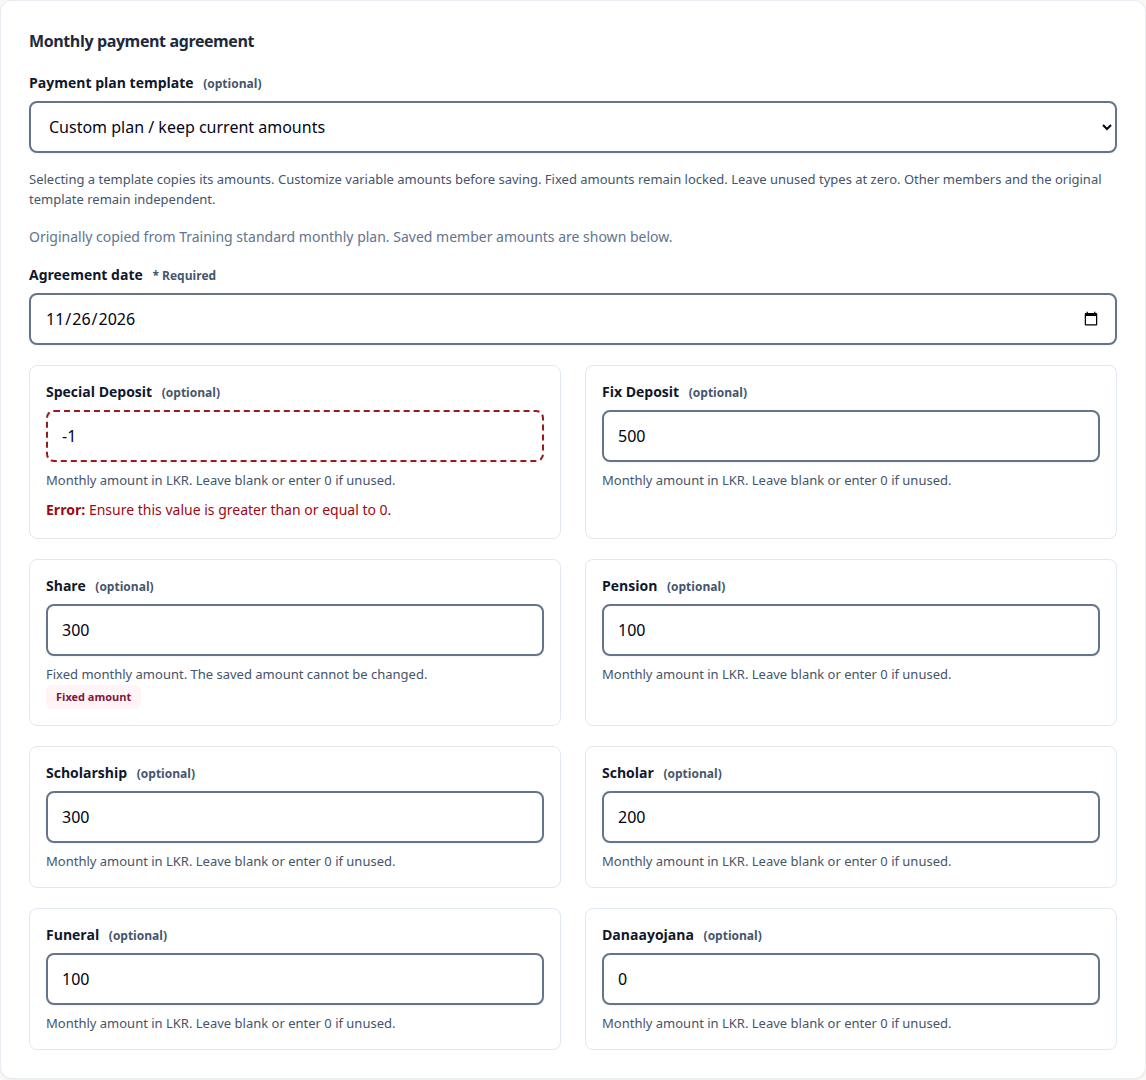 Monthly payment agreement
Payment plan template (optional)
Custom plan / keep current amounts
Selecting a template copies its amounts. Customize variable amounts before saving. Fixed amounts remain locked. Leave unused types at zero. Other members and the original
template remain independent.
Originally copied from Training standard monthly plan. Saved member amounts are shown below.
Agreement date * Required
11/26/2026
Special Deposit (optional)
-1
Monthly amount in LKR. Leave blank or enter 0 if unused.
Error: Ensure this value is greater than or equal to 0.
Fix Deposit (optional)
500
Monthly amount in LKR. Leave blank or enter 0 if unused.
Share (optional)
300
Fixed monthly amount. The saved amount cannot be changed.
Fixed amount
Pension (optional)
100
Monthly amount in LKR. Leave blank or enter 0 if unused.
Scholarship (optional)
300
Monthly amount in LKR. Leave blank or enter 0 if unused.
Scholar (optional)
200
Monthly amount in LKR. Leave blank or enter 0 if unused.
Funeral (optional)
100
Monthly amount in LKR. Leave blank or enter 0 if unused.
Danaayojana (optional)
0
Monthly amount in LKR. Leave blank or enter 0 if unused.